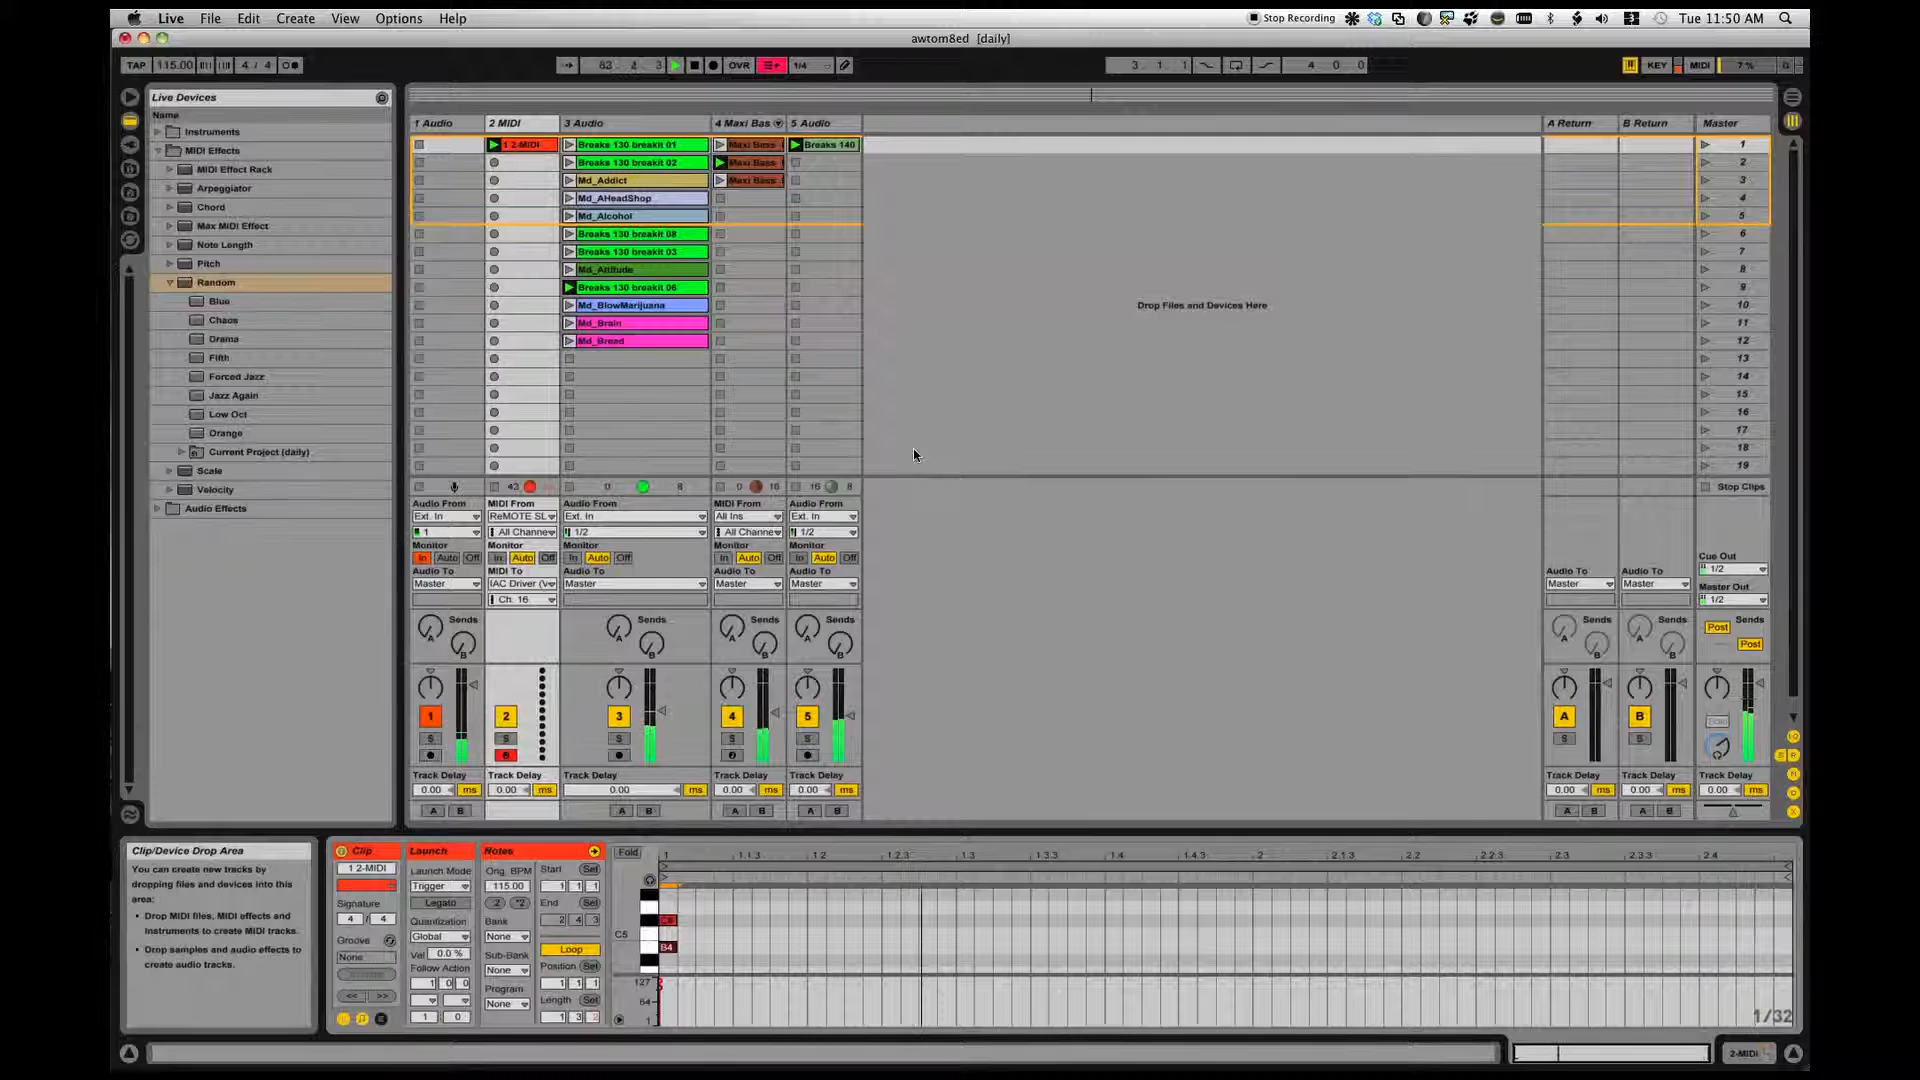 Live File Edit Create View Options Help Stop Recording Tue 11:50 AM
awtom8ed [daily]
TAP 115.00 4 / 4 OVR 1/4 3. 1. 1 4 0 0 KEY MIDI 7 %
Live Devices
Name
Instruments
MIDI Effects
MIDI Effect Rack
Arpeggiator
Chord
Max MIDI Effect
Note Length
Pitch
Random
Blue
Chaos
Drama
Fifth
Forced Jazz
Jazz Again
Low Oct
Orange
Current Project (daily)
Scale
Velocity
Audio Effects
1 Audio 2 MIDI 3 Audio 4 Maxi Bas 5 Audio A Return B Return Master
1 2-MIDI Breaks 130 breakit 01 Maxi Bass Breaks 140 1
Breaks 130 breakit 02 Maxi Bass 2
Md_Addict Maxi Bass 3
Md_AHeadShop 4
Md_Alcohol 5
Breaks 130 breakit 08 6
Breaks 130 breakit 03 7
Md_Attitude 8
Breaks 130 breakit 06 9
Md_BlowMarijuana 10
Md_Brain 11
Md_Bread 12
13
14
15
16
17
18
19
Drop Files and Devices Here
43 0 8 0 16 16 8 Stop Clips
Audio From MIDI From Audio From MIDI From Audio From
Ext. In ReMOTE SL Ext. In All Ins Ext. In
1 All Channe 1/2 All Channe 1/2
Monitor Monitor Monitor Monitor Monitor Cue Out
In Auto Off In Auto Off In Auto Off In Auto Off In Auto Off 1/2
Audio To MIDI To Audio To Audio To Audio To Audio To Audio To Master Out
Master IAC Driver (V Master Master Master Master Master 1/2
Ch. 16
Sends Sends Sends Sends Sends Sends Sends
A A A A A A Post
B B B B B B Post
1 2 3 4 5 A B
S S S S S S S
Track Delay Track Delay Track Delay Track Delay Track Delay Track Delay Track Delay
0.00 ms 0.00 ms 0.00 ms 0.00 ms 0.00 ms 0.00 ms 0.00 ms 0.00 ms
A B A B A B A B A B A B
Clip/Device Drop Area
You can create new tracks by
dropping files and devices into this
area:
• Drop MIDI files, MIDI effects and
Instruments to create MIDI tracks.
• Drop samples and audio effects to
create audio tracks.
Clip
1 2-MIDI
Signature
4 / 4
Groove
None
<< >>
Launch
Launch Mode
Trigger
Legato
Quantization
Global
Vel 0.0 %
Follow Action
1 0 0
1 : 0
Notes
Orig. BPM
115.00
:2 *2
Bank
None
Sub-Bank
None
Program
None
Start Set
1 1 1
End Set
2 4 3
Loop
Position Set
1 1 1
Length Set
1 3 2
Fold 1 1.1.3 1.2 1.2.3 1.3 1.3.3 1.4 1.4.3 2 2.1.3 2.2 2.2.3 2.3 2.3.3 2.4
C5
B4
127
64
1
1/32
2-MIDI